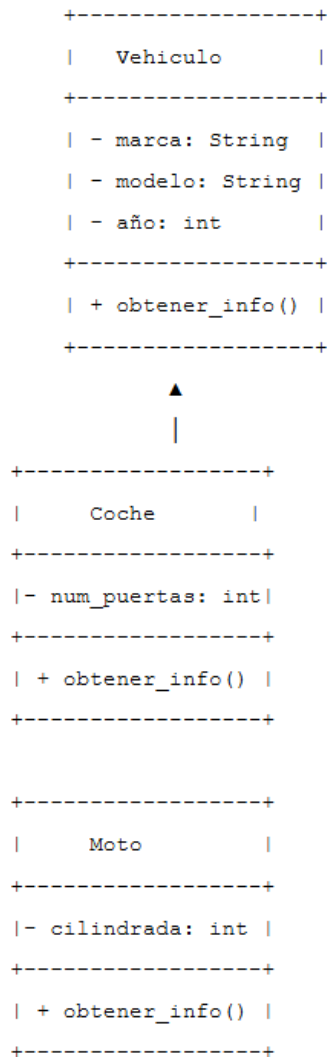 +------------------+
|   Vehiculo       |
+------------------+
| - marca: String  |
| - modelo: String |
| - año: int       |
+------------------+
| + obtener_info() |
+------------------+
▲
|
+------------------+
|     Coche       |
+------------------+
|- num_puertas: int|
+------------------+
| + obtener_info() |
+------------------+
+------------------+
|     Moto         |
+------------------+
|- cilindrada: int |
+------------------+
| + obtener_info() |
+------------------+